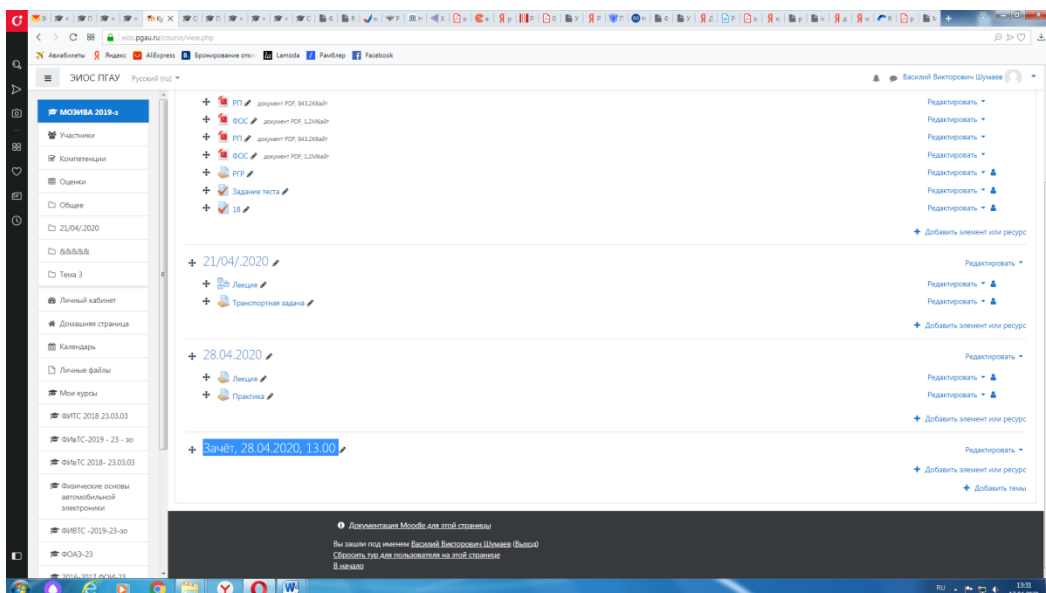 eios.pgau.ru/course/view.php
Авиабилеты Яндекс AliExpress Бронирование отел Lamoda Рамблер Facebook
ЭИОС ПГАУ Русский (ru)
Василий Викторович Шумаев
МОЭИВА 2019-з
Участники
Компетенции
Оценки
Общее
21/04/.2020
&&&&&
Тема 3
Личный кабинет
Домашняя страница
Календарь
Личные файлы
Мои курсы
ФИТС 2018 23.03.03
ФИвТС-2019 - 23 - зо
ФИвТС 2018- 23.03.03
Физические основы
автомобильной
электроники
ФИВТС -2019-23-зо
ФОАЭ-23
РП документ PDF, 843.2Кбайт Редактировать
ФОС документ PDF, 1.2Мбайт Редактировать
РП документ PDF, 843.2Кбайт Редактировать
ФОС документ PDF, 1.2Мбайт Редактировать
РГР Редактировать
Задание теста Редактировать
18 Редактировать
Добавить элемент или ресурс
21/04/.2020 Редактировать
Лекция Редактировать
Транспортная задача Редактировать
Добавить элемент или ресурс
28.04.2020 Редактировать
Лекция Редактировать
Практика Редактировать
Добавить элемент или ресурс
Зачёт, 28.04.2020, 13.00 Редактировать
Добавить элемент или ресурс
Добавить темы
Документация Moodle для этой страницы
Вы зашли под именем Василий Викторович Шумаев (Выход)
Сбросить тур для пользователя на этой странице
В начало
RU 13:31